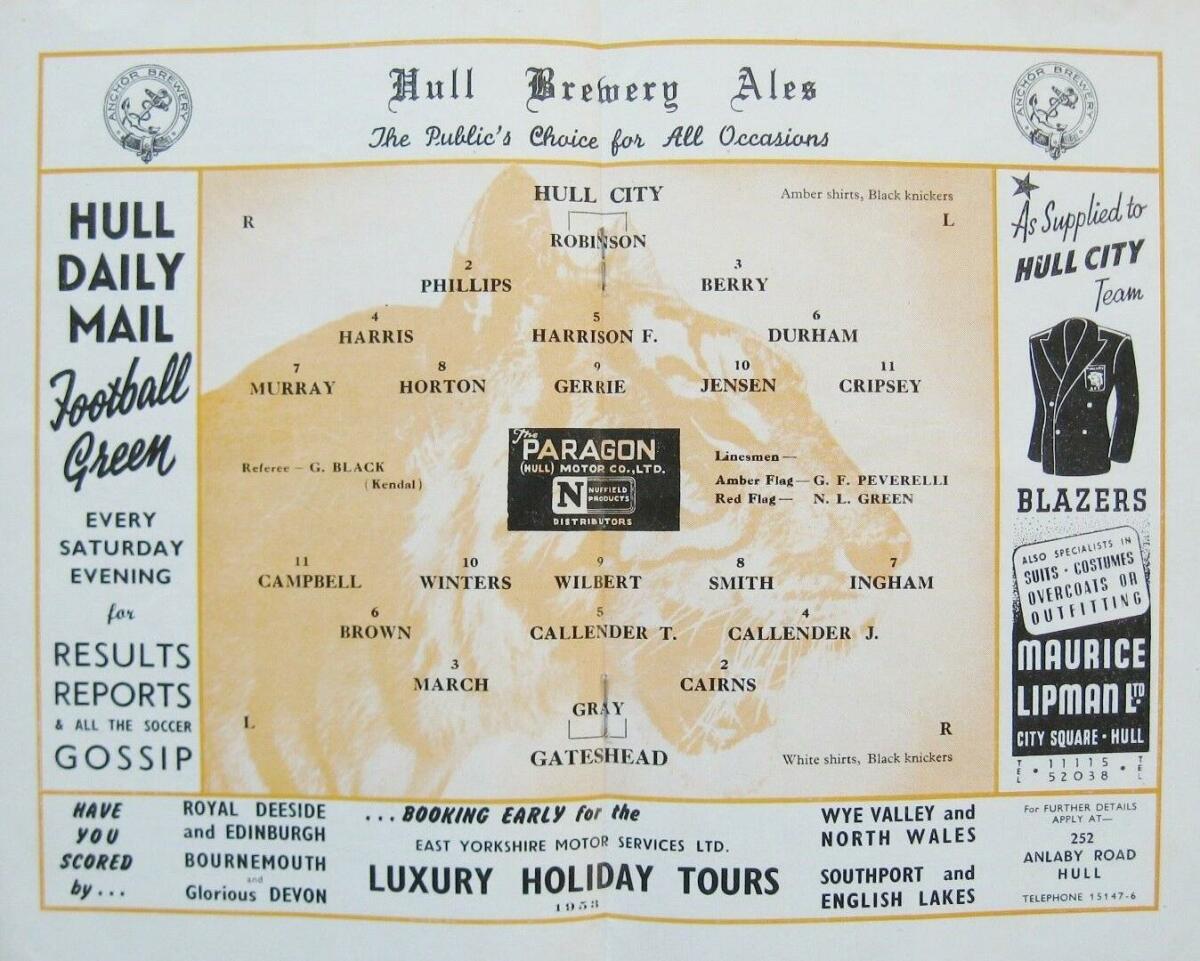 ANCHOR BREWERY
Hull Brewery Ales
The Public's Choice for All Occasions
ANCHOR BREWERY
HULL
DAILY
MAIL
Football
Green
EVERY
SATURDAY
EVENING
for
RESULTS
REPORTS
& ALL THE SOCCER
GOSSIP
HULL CITY
Amber shirts, Black knickers
R
L
ROBINSON
2 3
PHILLIPS BERRY
4 5 6
HARRIS HARRISON F. DURHAM
7 8 9 10 11
MURRAY HORTON GERRIE JENSEN CRIPSEY
Referee – G. BLACK
(Kendal)
The
PARAGON
(HULL) MOTOR CO., LTD.
N NUFFIELD
PRODUCTS
DISTRIBUTORS
Linesmen —
Amber Flag — G. F. PEVERELLI
Red Flag — N. L. GREEN
11 10 9 8 7
CAMPBELL WINTERS WILBERT SMITH INGHAM
6 5 4
BROWN CALLENDER T. CALLENDER J.
3 2
MARCH CAIRNS
GRAY
L
R
GATESHEAD
White shirts, Black knickers
As Supplied to
HULL CITY
Team
BLAZERS
ALSO SPECIALISTS IN
SUITS · COSTUMES
OVERCOATS OR
OUTFITTING
MAURICE
LIPMAN LTD.
CITY SQUARE · HULL
TEL · 11115 · TEL
52038
HAVE
YOU
SCORED
by...
ROYAL DEESIDE
and EDINBURGH
BOURNEMOUTH
and
Glorious DEVON
...BOOKING EARLY for the
EAST YORKSHIRE MOTOR SERVICES LTD.
LUXURY HOLIDAY TOURS
1953
WYE VALLEY and
NORTH WALES
SOUTHPORT and
ENGLISH LAKES
For FURTHER DETAILS
APPLY AT—
252
ANLABY ROAD
HULL
TELEPHONE 15147-6